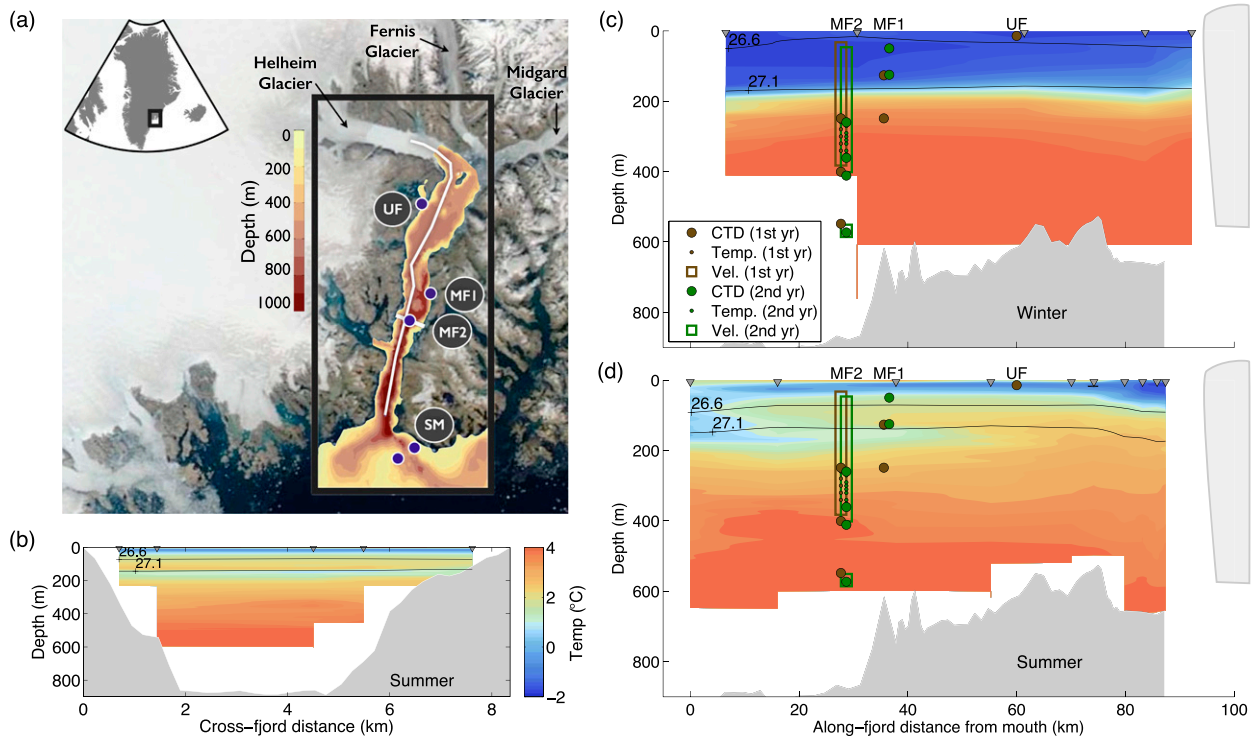 (a)
Fernis
Glacier
Helheim
Glacier
Midgard
Glacier
0
200
400
600
800
1000
Depth (m)
UF
MF1
MF2
SM
(b)
0
200
400
600
800
Depth (m)
26.6
27.1
Summer
0
2
4
6
8
Cross-fjord distance (km)
4
2
0
-2
Temp (°C)
(c)
MF2
MF1
UF
0
200
400
600
800
Depth (m)
26.6
27.1
CTD (1st yr)
Temp. (1st yr)
Vel. (1st yr)
CTD (2nd yr)
Temp. (2nd yr)
Vel. (2nd yr)
Winter
(d)
MF2
MF1
UF
0
200
400
600
800
Depth (m)
26.6
27.1
Summer
0
20
40
60
80
100
Along-fjord distance from mouth (km)